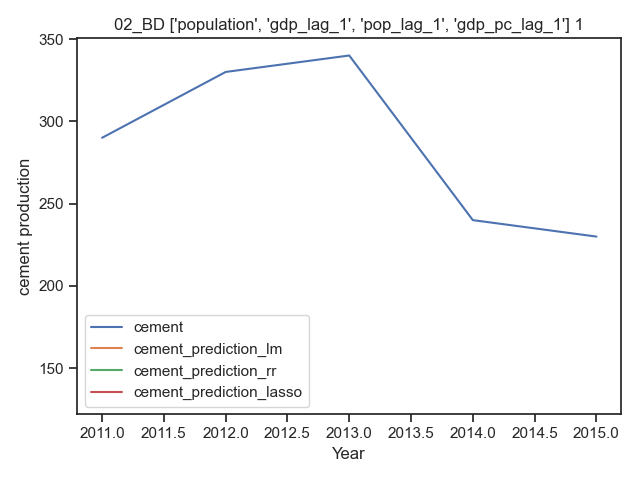 02_BD ['population', 'gdp_lag_1', 'pop_lag_1', 'gdp_pc_lag_1'] 1
350
300
250
200
150
cement production
cement
cement_prediction_lm
cement_prediction_rr
cement_prediction_lasso
2011.0 2011.5 2012.0 2012.5 2013.0 2013.5 2014.0 2014.5 2015.0
Year